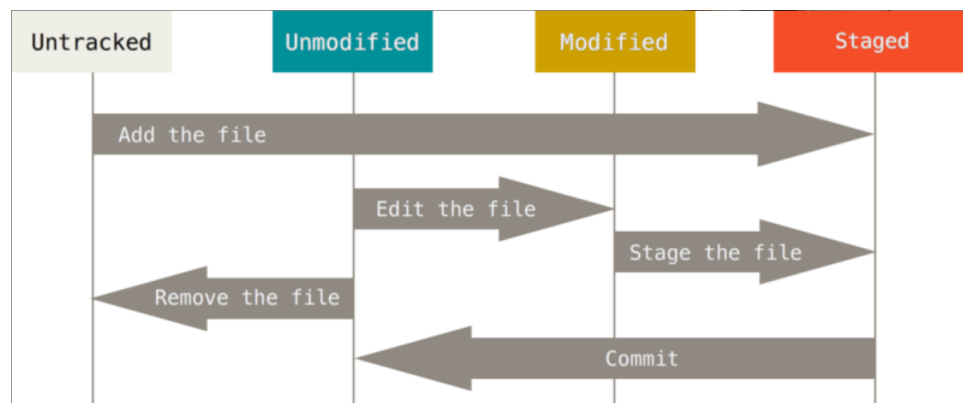 Untracked
Unmodified
Modified
Staged
Add the file
Edit the file
Stage the file
Remove the file
Commit